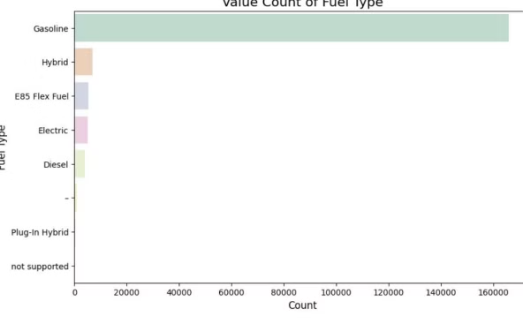 Value Count of Fuel Type
Gasoline
Hybrid
E85 Flex Fuel
Electric
Diesel
–
Plug-In Hybrid
not supported
Fuel Type
0 20000 40000 60000 80000 100000 120000 140000 160000
Count